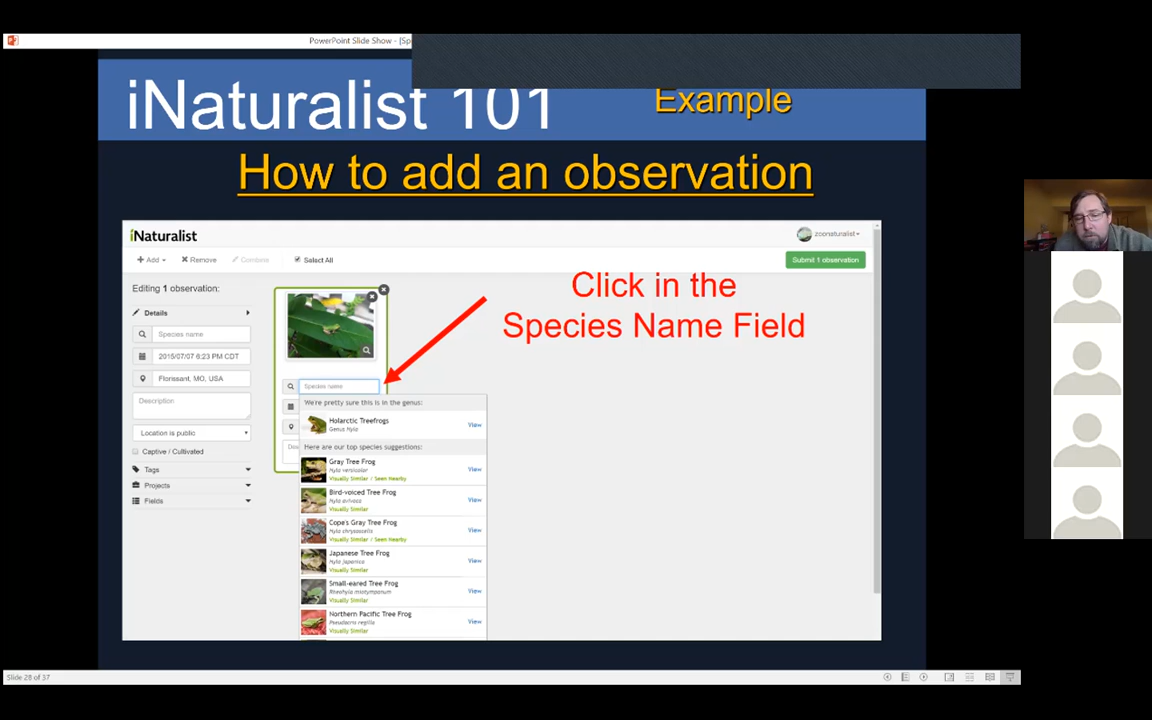 PowerPoint Slide Show - [Sp
iNaturalist 101
Example
How to add an observation
iNaturalist
zoonaturalist
Add
Remove
Combine
Select All
Submit 1 observation
Click in the
Species Name Field
Editing 1 observation:
Details
Species name
2015/07/07 6:23 PM CDT
Florissant, MO, USA
Description
Location is public
Captive / Cultivated
Tags
Projects
Fields
Species name
We're pretty sure this is in the genus:
Holarctic Treefrogs
Genus Hyla
View
Here are our top species suggestions:
Gray Tree Frog
Hyla versicolor
Visually Similar / Seen Nearby
View
Bird-voiced Tree Frog
Hyla avivoca
Visually Similar
View
Cope's Gray Tree Frog
Hyla chrysoscelis
Visually Similar / Seen Nearby
View
Japanese Tree Frog
Hyla japonica
Visually Similar
View
Small-eared Tree Frog
Rheohyla miotympanum
Visually Similar
View
Northern Pacific Tree Frog
Pseudacris regilla
Visually Similar
View
Slide 28 of 37